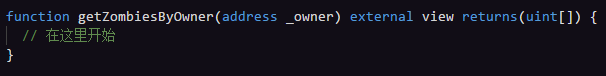 function getZombiesByOwner(address _owner) external view returns(uint[]) {
// 在这里开始
}